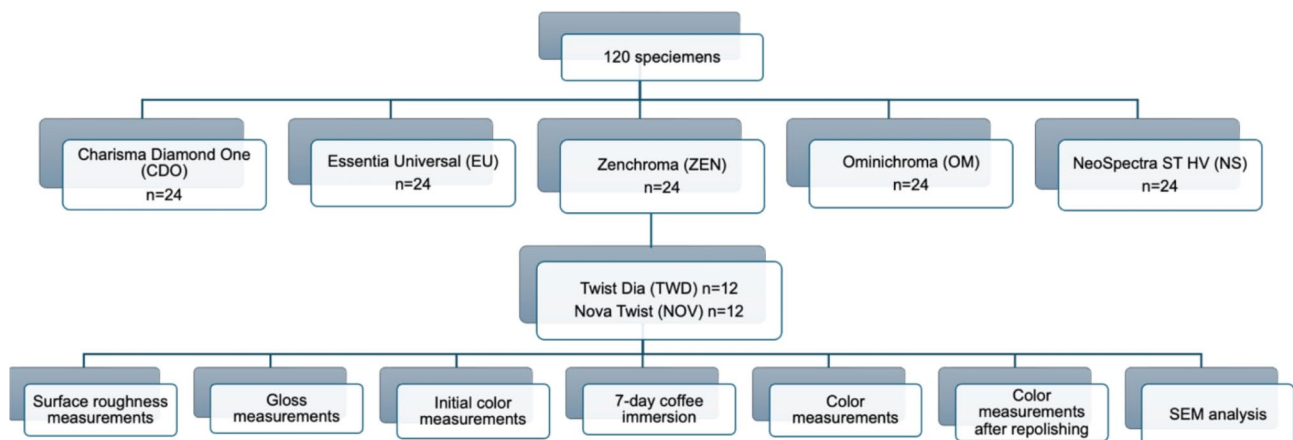 120 speciemens
Charisma Diamond One
(CDO)
n=24
Essentia Universal (EU)
n=24
Zenchroma (ZEN)
n=24
Ominichroma (OM)
n=24
NeoSpectra ST HV (NS)
n=24
Twist Dia (TWD) n=12
Nova Twist (NOV) n=12
Surface roughness
measurements
Gloss
measurements
Initial color
measurements
7-day coffee
immersion
Color
measurements
Color
measurements
after repolishing
SEM analysis